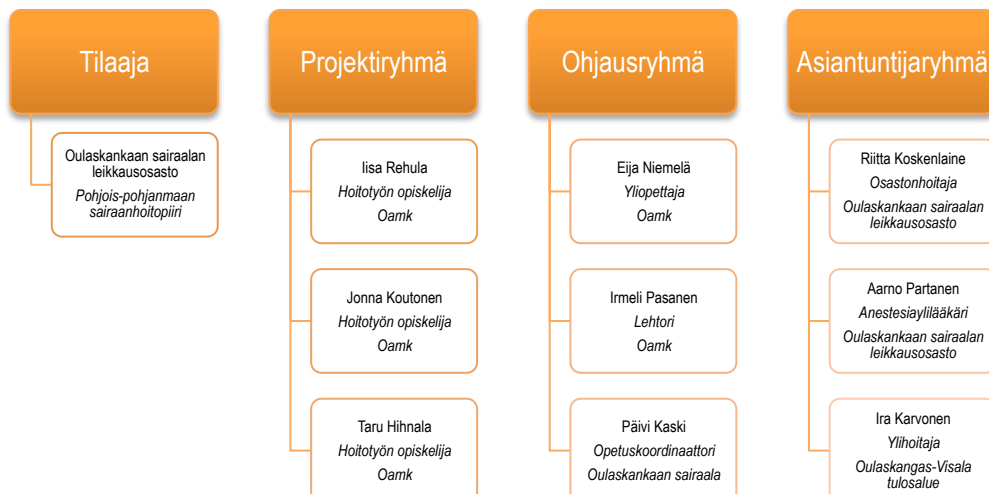 Tilaaja
Oulaskankaan sairaalan
leikkausosasto
Pohjois-pohjanmaan
sairaanhoitopiiri
Projektiryhmä
Iisa Rehula
Hoitotyön opiskelija
Oamk
Jonna Koutonen
Hoitotyön opiskelija
Oamk
Taru Hihnala
Hoitotyön opiskelija
Oamk
Ohjausryhmä
Eija Niemelä
Yliopettaja
Oamk
Irmeli Pasanen
Lehtori
Oamk
Päivi Kaski
Opetuskoordinaattori
Oulaskankaan sairaala
Asiantuntijaryhmä
Riitta Koskenlaine
Osastonhoitaja
Oulaskankaan sairaalan
leikkausosasto
Aarno Partanen
Anestesiaylilääkäri
Oulaskankaan sairaalan
leikkausosasto
Ira Karvonen
Ylihoitaja
Oulaskangas-Visala
tulosalue